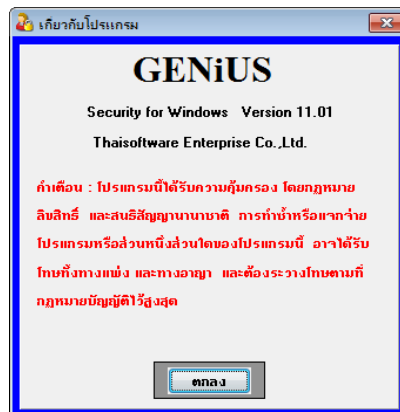 เกี่ยวกับโปรแกรม
GENiUS
Security for Windows Version 11.01
Thaisoftware Enterprise Co.,Ltd.
คำเตือน : โปรแกรมนี้ได้รับความคุ้มครอง โดยกฎหมาย
ลิขสิทธิ์ และสนธิสัญญานานาชาติ การทำซ้ำหรือแจกจ่าย
โปรแกรมหรือส่วนหนึ่งส่วนใดของโปรแกรมนี้ อาจได้รับ
โทษทั้งทางแพ่ง และทางอาญา และต้องระวางโทษตามที่
กฎหมายบัญญัติไว้สูงสุด
ตกลง